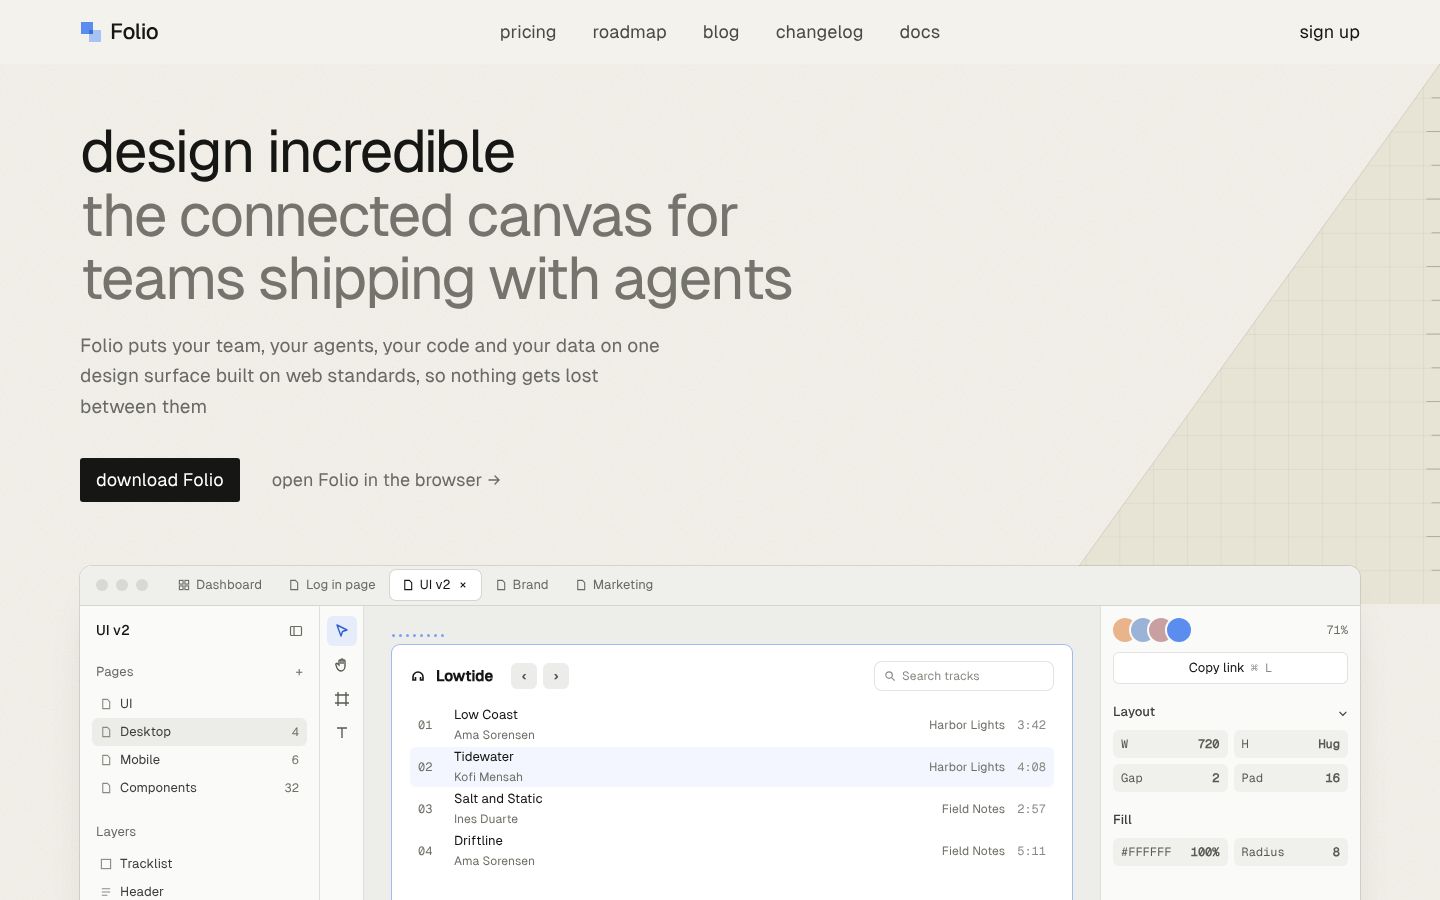 Folio
pricing
roadmap
blog
changelog
docs
sign up
design incredible
the connected canvas for
teams shipping with agents
Folio puts your team, your agents, your code and your data on one
design surface built on web standards, so nothing gets lost
between them
download Folio
open Folio in the browser →
Dashboard
Log in page
UI v2 ×
Brand
Marketing
UI v2
Pages +
UI
Desktop 4
Mobile 6
Components 32
Layers
Tracklist
Header
Lowtide
‹ ›
Search tracks
01 Low Coast Harbor Lights 3:42
Ama Sorensen
02 Tidewater Harbor Lights 4:08
Kofi Mensah
03 Salt and Static Field Notes 2:57
Ines Duarte
04 Driftline Field Notes 5:11
Ama Sorensen
71%
Copy link ⌘ L
Layout
W 720 H Hug
Gap 2 Pad 16
Fill
#FFFFFF 100% Radius 8